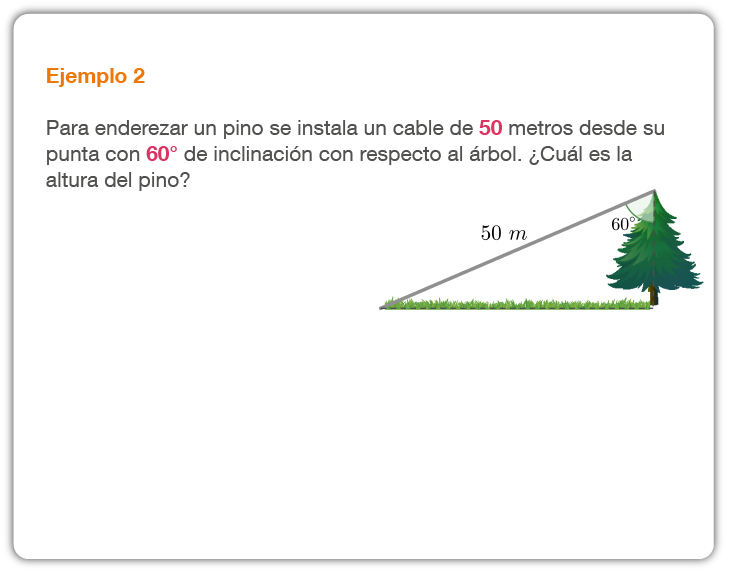 Ejemplo 2
Para enderezar un pino se instala un cable de 50 metros desde su
punta con 60° de inclinación con respecto al árbol. ¿Cuál es la
altura del pino?
50 m
60°